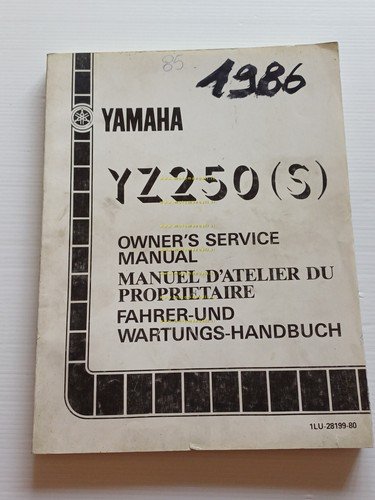 85
1986
YAMAHA
YZ250 (S)
OWNER'S SERVICE
MANUAL
MANUEL D'ATELIER DU
PROPRIETAIRE
FAHRER-UND
WARTUNGS-HANDBUCH
1LU-28199-80